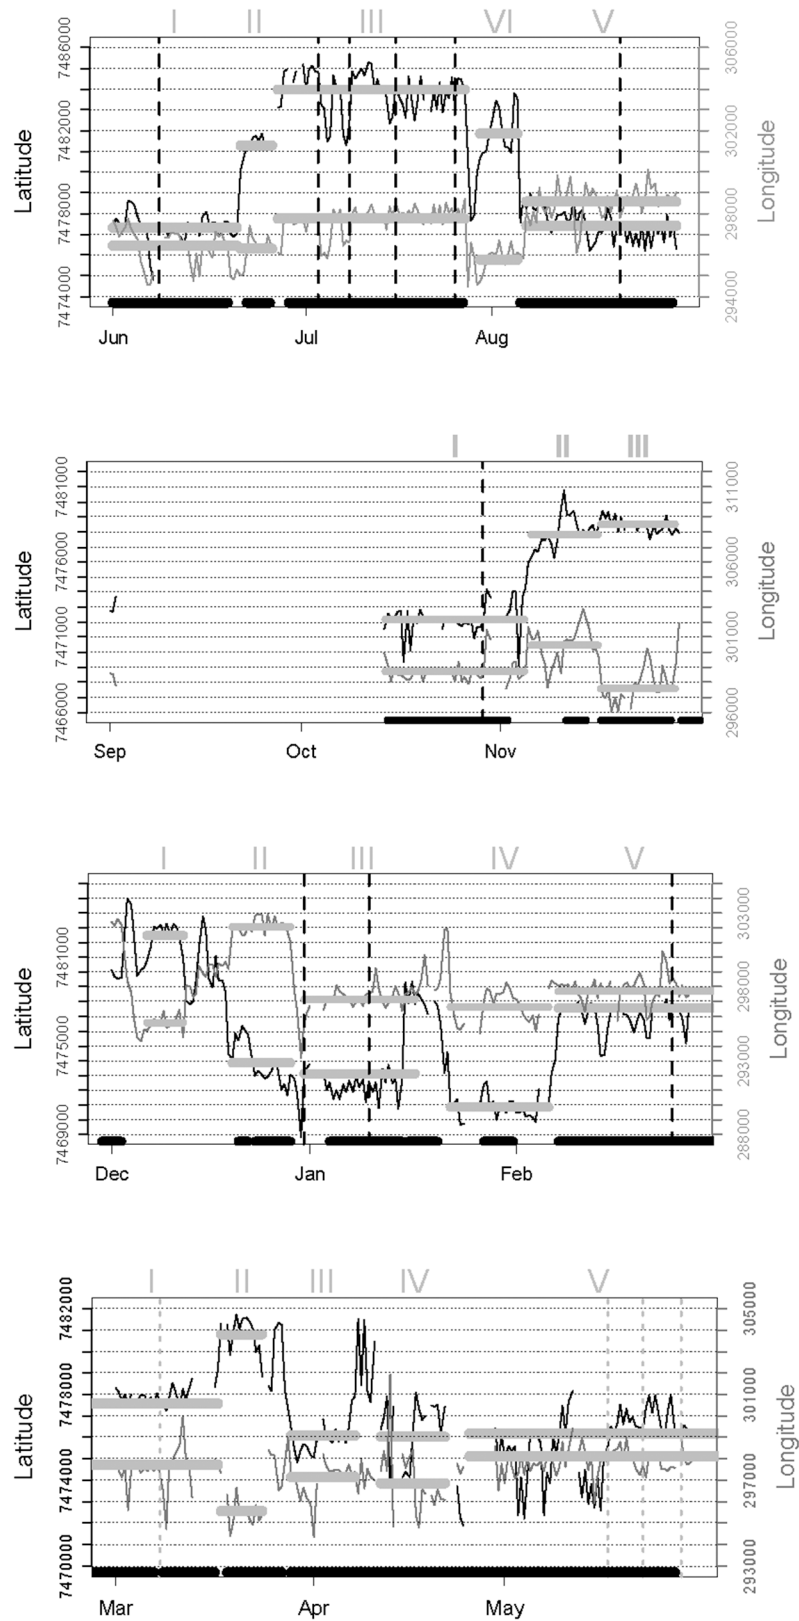 I II III VI V
Latitude
7474000 7478000 7482000 7486000
294000 298000 302000 306000
Longitude
Jun Jul Aug
I II III
Latitude
7466000 7471000 7476000 7481000
296000 301000 306000 311000
Longitude
Sep Oct Nov
I II III IV V
Latitude
7469000 7475000 7481000
288000 293000 298000 303000
Longitude
Dec Jan Feb
I II III IV V
Latitude
7470000 7474000 7478000 7482000
293000 297000 301000 305000
Longitude
Mar Apr May